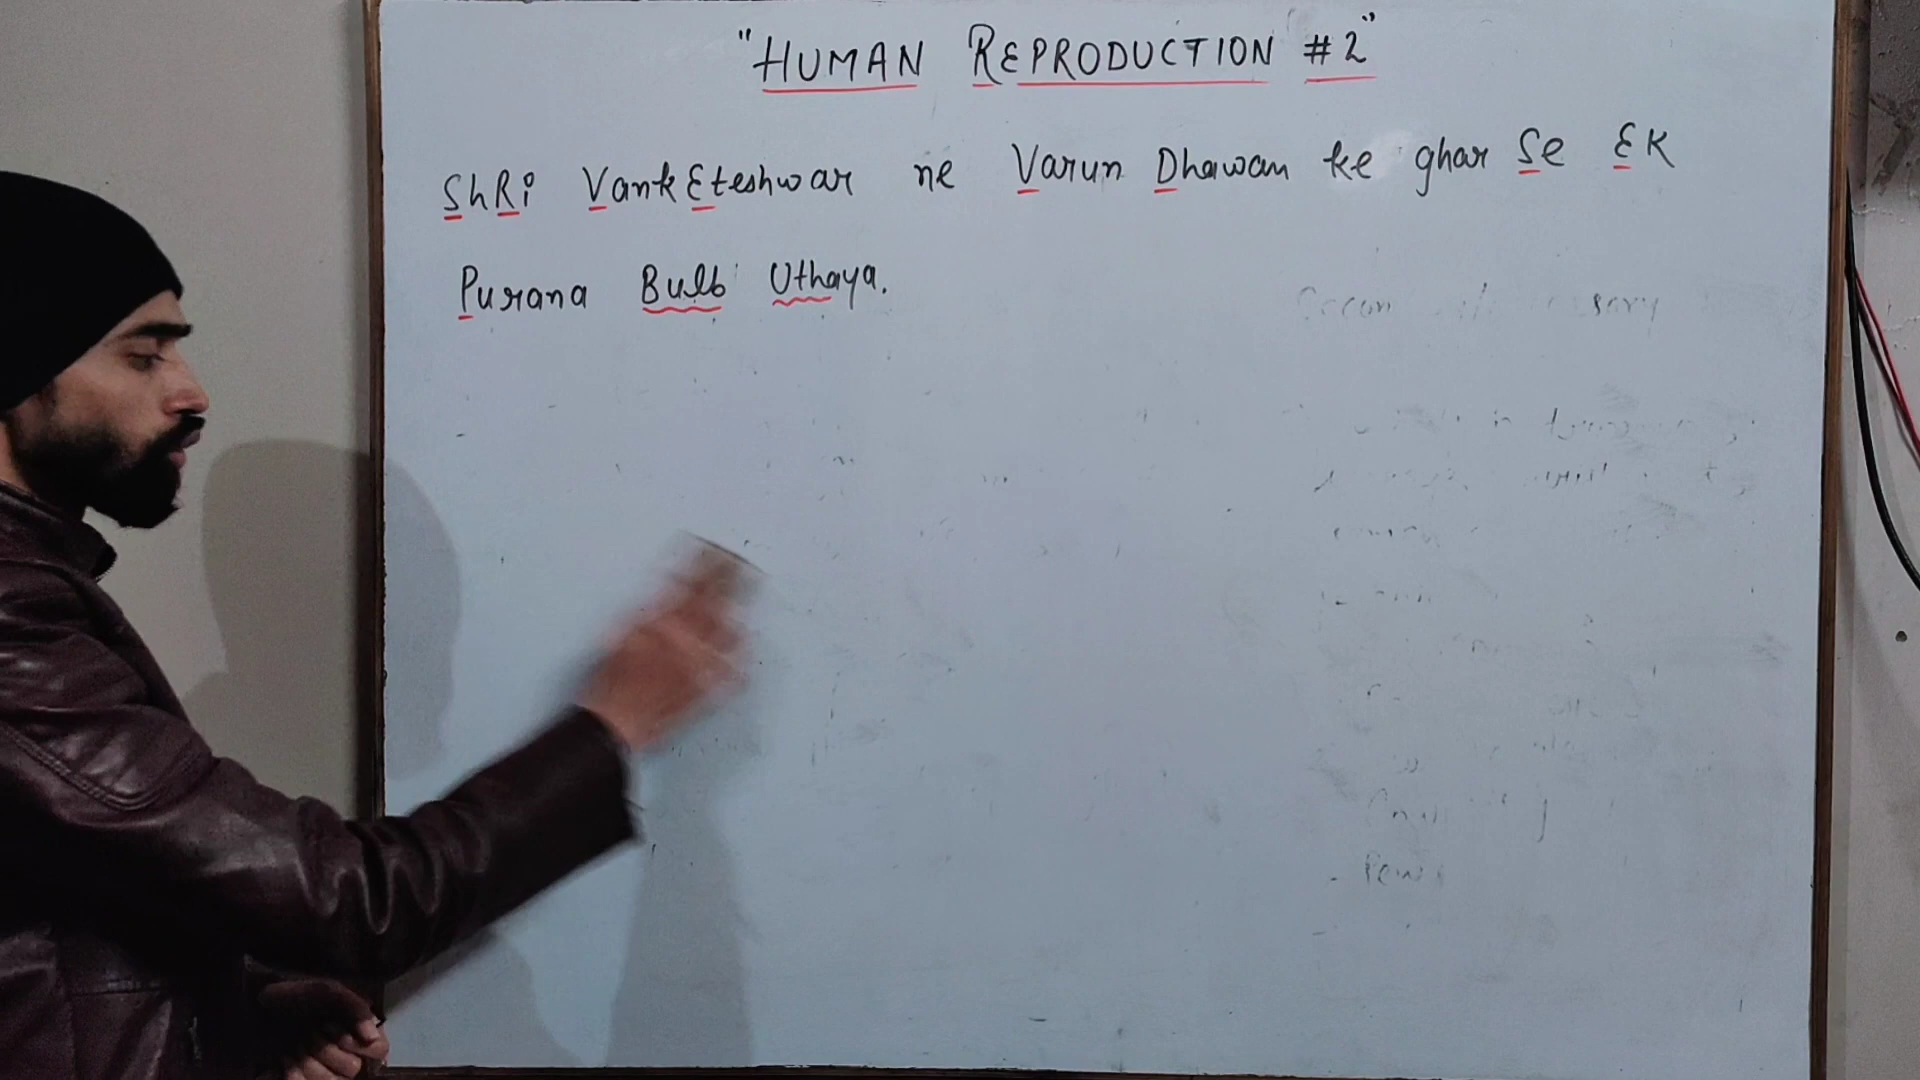 "HUMAN REPRODUCTION #2"
ShRi VankEteshwar ne Varun Dhawan ke ghar Se EK
Purana Bulb Uthaya.